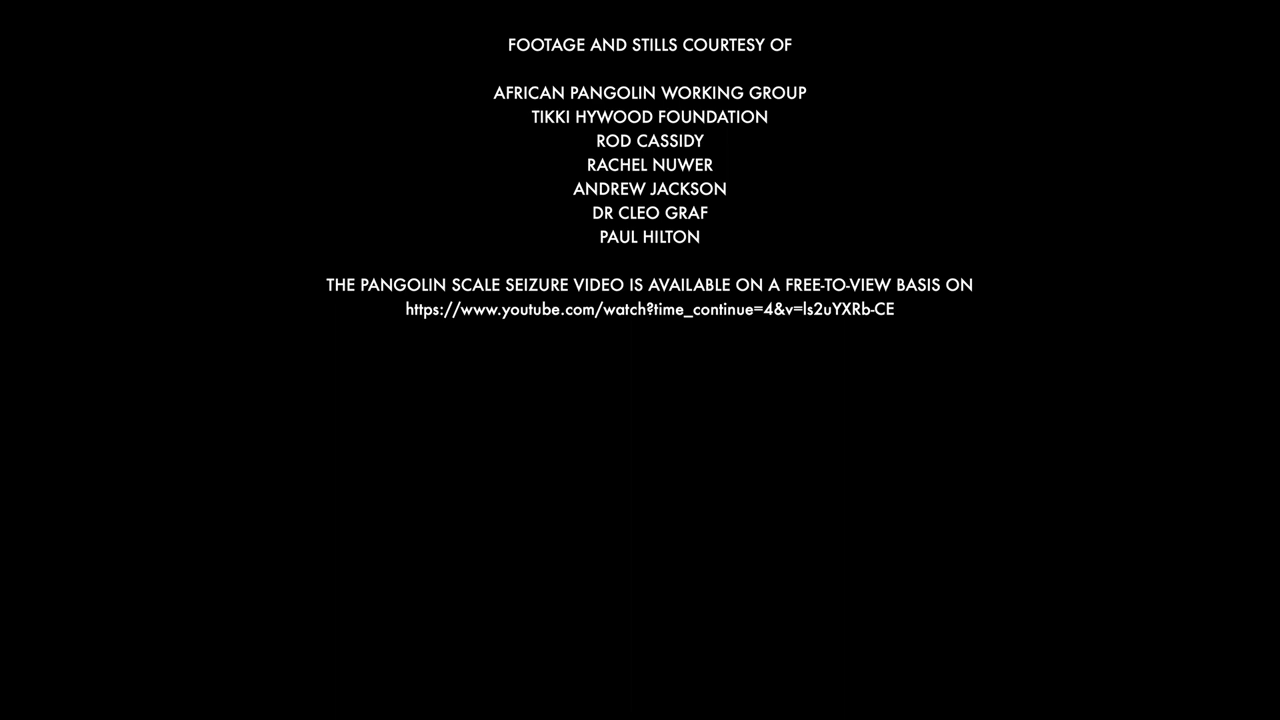 FOOTAGE AND STILLS COURTESY OF
AFRICAN PANGOLIN WORKING GROUP
TIKKI HYWOOD FOUNDATION
ROD CASSIDY
RACHEL NUWER
ANDREW JACKSON
DR CLEO GRAF
PAUL HILTON
THE PANGOLIN SCALE SEIZURE VIDEO IS AVAILABLE ON A FREE-TO-VIEW BASIS ON
https://www.youtube.com/watch?time_continue=4&v=ls2uYXRb-CE